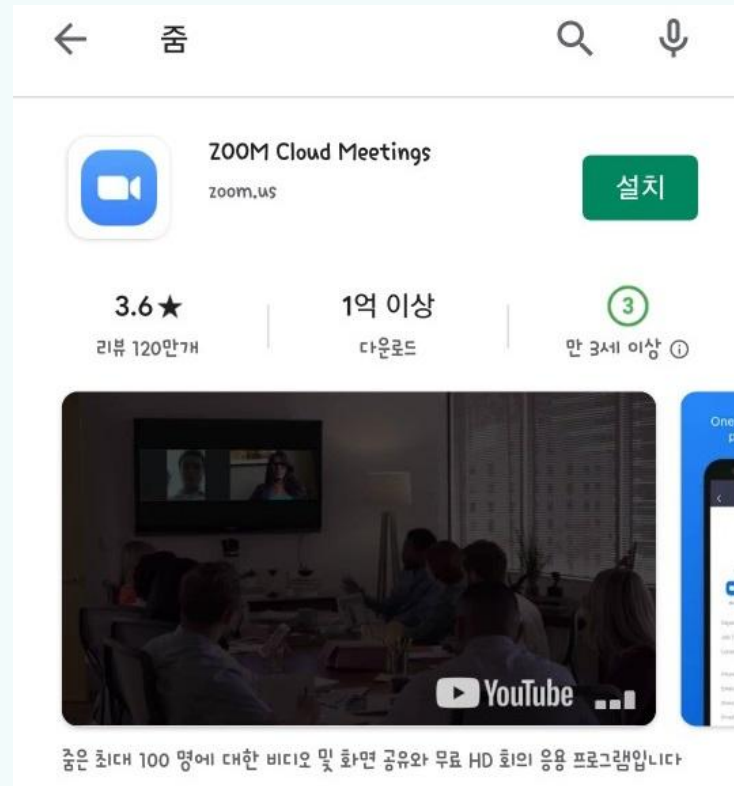 줌
ZOOM Cloud Meetings
zoom.us
설치
3.6★
리뷰 120만개
1억 이상
다운로드
3
만 3세 이상
One
YouTube
줌은 최대 100 명에 대한 비디오 및 화면 공유와 무료 HD 회의 응용 프로그램입니다